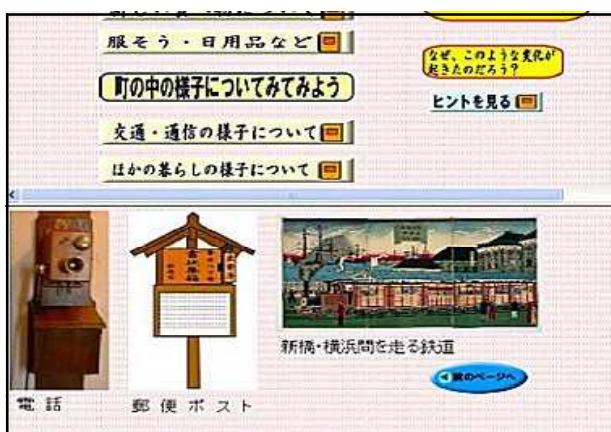 服そう・日用品など
なぜ、このような変化が
起きたのだろう?
町の中の様子についてみてみよう
ヒントを見る
交通・通信の様子について
ほかの暮らしの様子について
新橋・横浜間を走る鉄道
前のページへ
電話
郵便ポスト